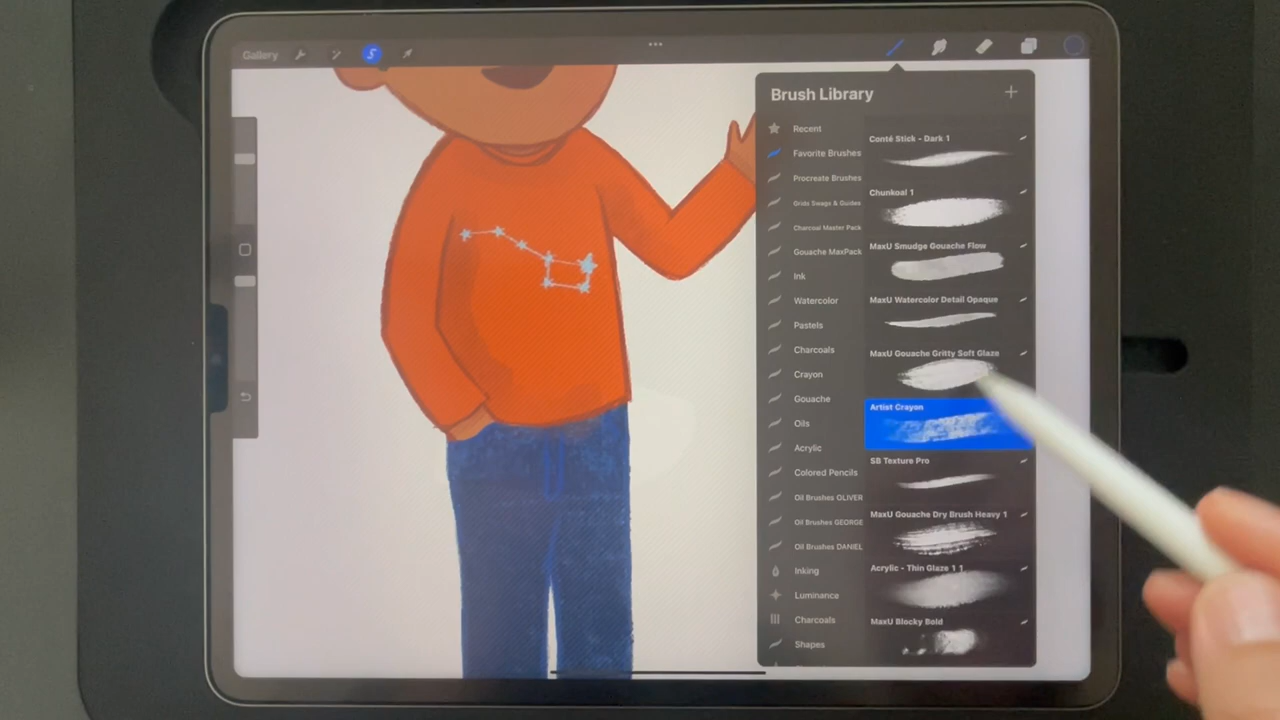 Gallery
Brush Library
Recent
Favorite Brushes
Procreate Brushes
Grids Swags & Guides
Charcoal Master Pack
Gouache MaxPack
Ink
Watercolor
Pastels
Charcoals
Crayon
Gouache
Oils
Acrylic
Colored Pencils
Oil Brushes OLIVER
Oil Brushes GEORGE
Oil Brushes DANIEL
Inking
Luminance
Charcoals
Shapes
Conté Stick - Dark 1
Chunkoal 1
MaxU Smudge Gouache Flow
MaxU Watercolor Detail Opaque
MaxU Gouache Gritty Soft Glaze
Artist Crayon
SB Texture Pro
MaxU Gouache Dry Brush Heavy 1
Acrylic - Thin Glaze 1 1
MaxU Blocky Bold